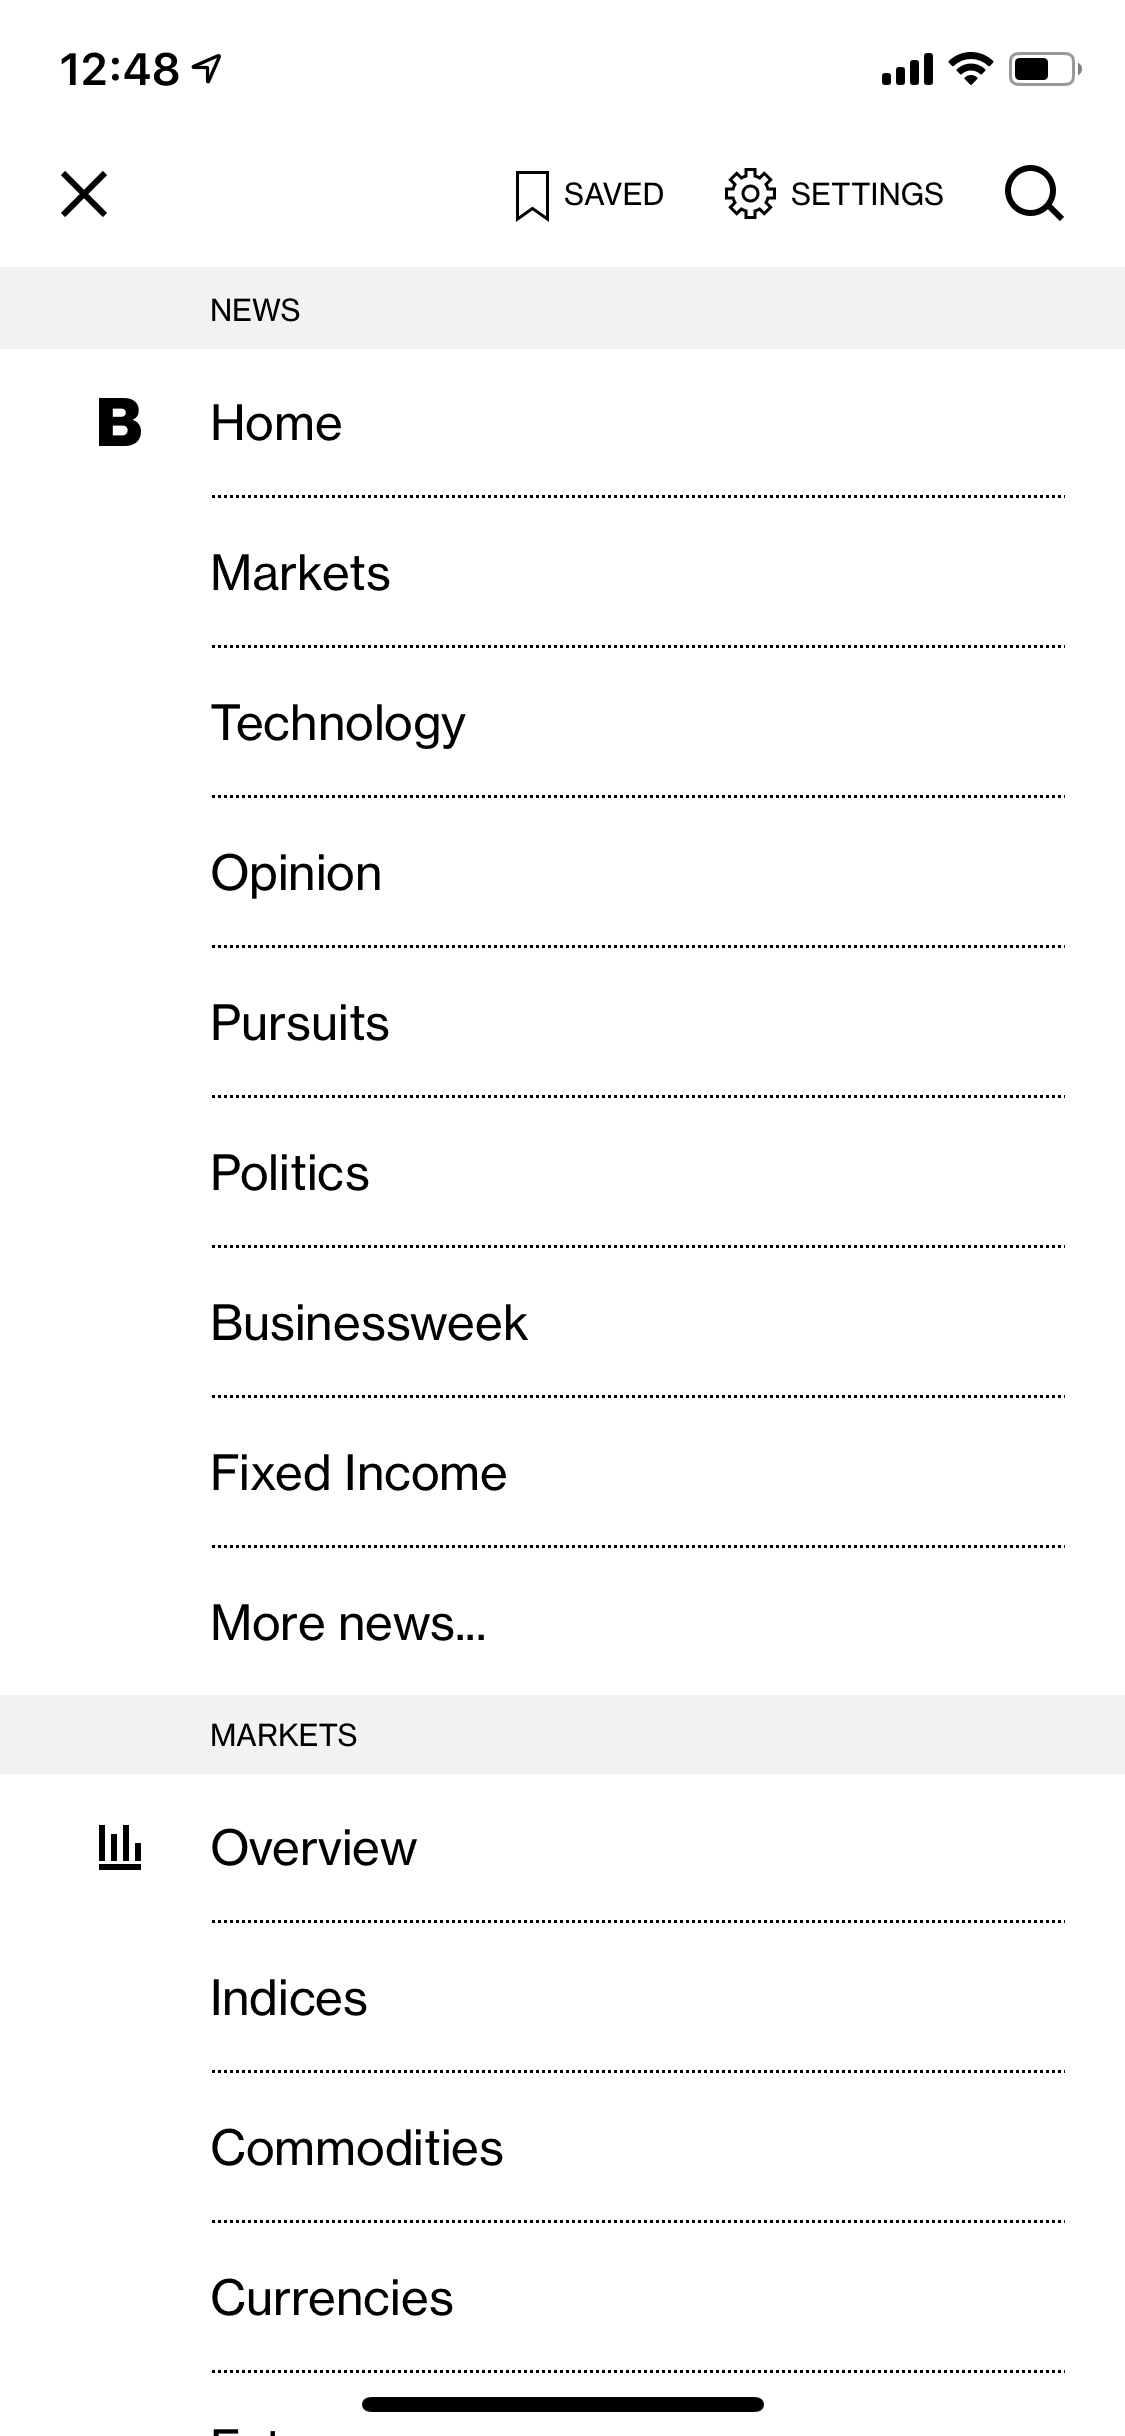 12:48
SAVED SETTINGS
NEWS
B Home
Markets
Technology
Opinion
Pursuits
Politics
Businessweek
Fixed Income
More news...
MARKETS
Overview
Indices
Commodities
Currencies